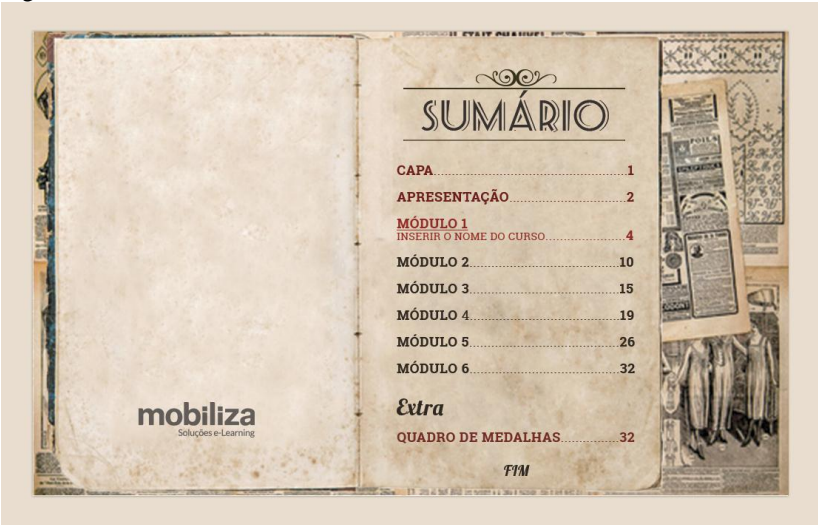 SUMÁRIO
CAPA....................................................1
APRESENTAÇÃO................................2
MÓDULO 1
INSERIR O NOME DO CURSO......................4
MÓDULO 2..........................................10
MÓDULO 3..........................................15
MÓDULO 4..........................................19
MÓDULO 5..........................................26
MÓDULO 6..........................................32
Extra
QUADRO DE MEDALHAS................32
FIM
mobiliza
Soluções e-Learning